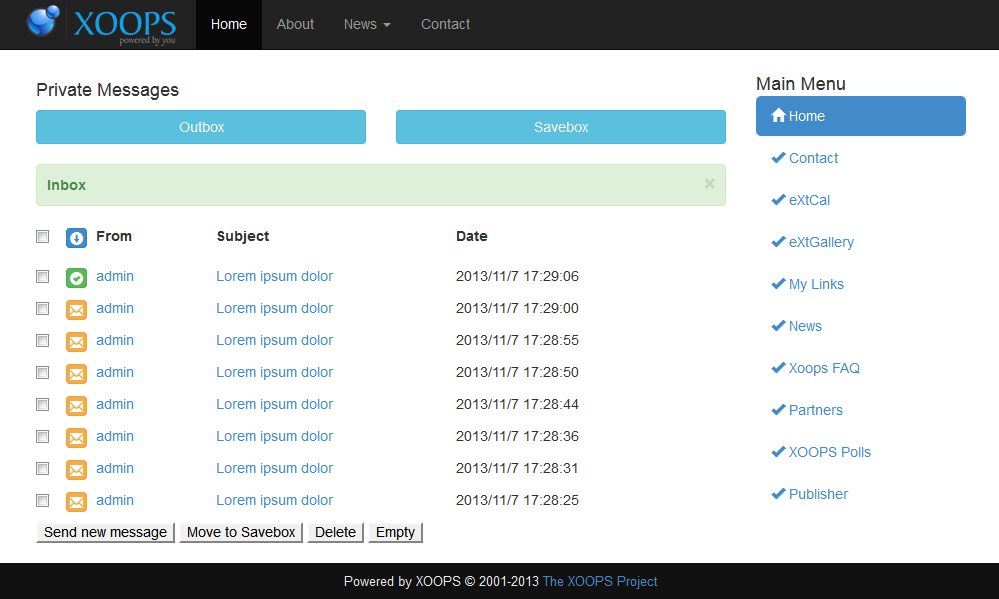 XOOPS
powered by you
Home About News Contact
Private Messages
Outbox Savebox
Inbox ×
From Subject Date
admin Lorem ipsum dolor 2013/11/7 17:29:06
admin Lorem ipsum dolor 2013/11/7 17:29:00
admin Lorem ipsum dolor 2013/11/7 17:28:55
admin Lorem ipsum dolor 2013/11/7 17:28:50
admin Lorem ipsum dolor 2013/11/7 17:28:44
admin Lorem ipsum dolor 2013/11/7 17:28:36
admin Lorem ipsum dolor 2013/11/7 17:28:31
admin Lorem ipsum dolor 2013/11/7 17:28:25
Send new message Move to Savebox Delete Empty
Main Menu
Home
Contact
eXtCal
eXtGallery
My Links
News
Xoops FAQ
Partners
XOOPS Polls
Publisher
Powered by XOOPS © 2001-2013 The XOOPS Project